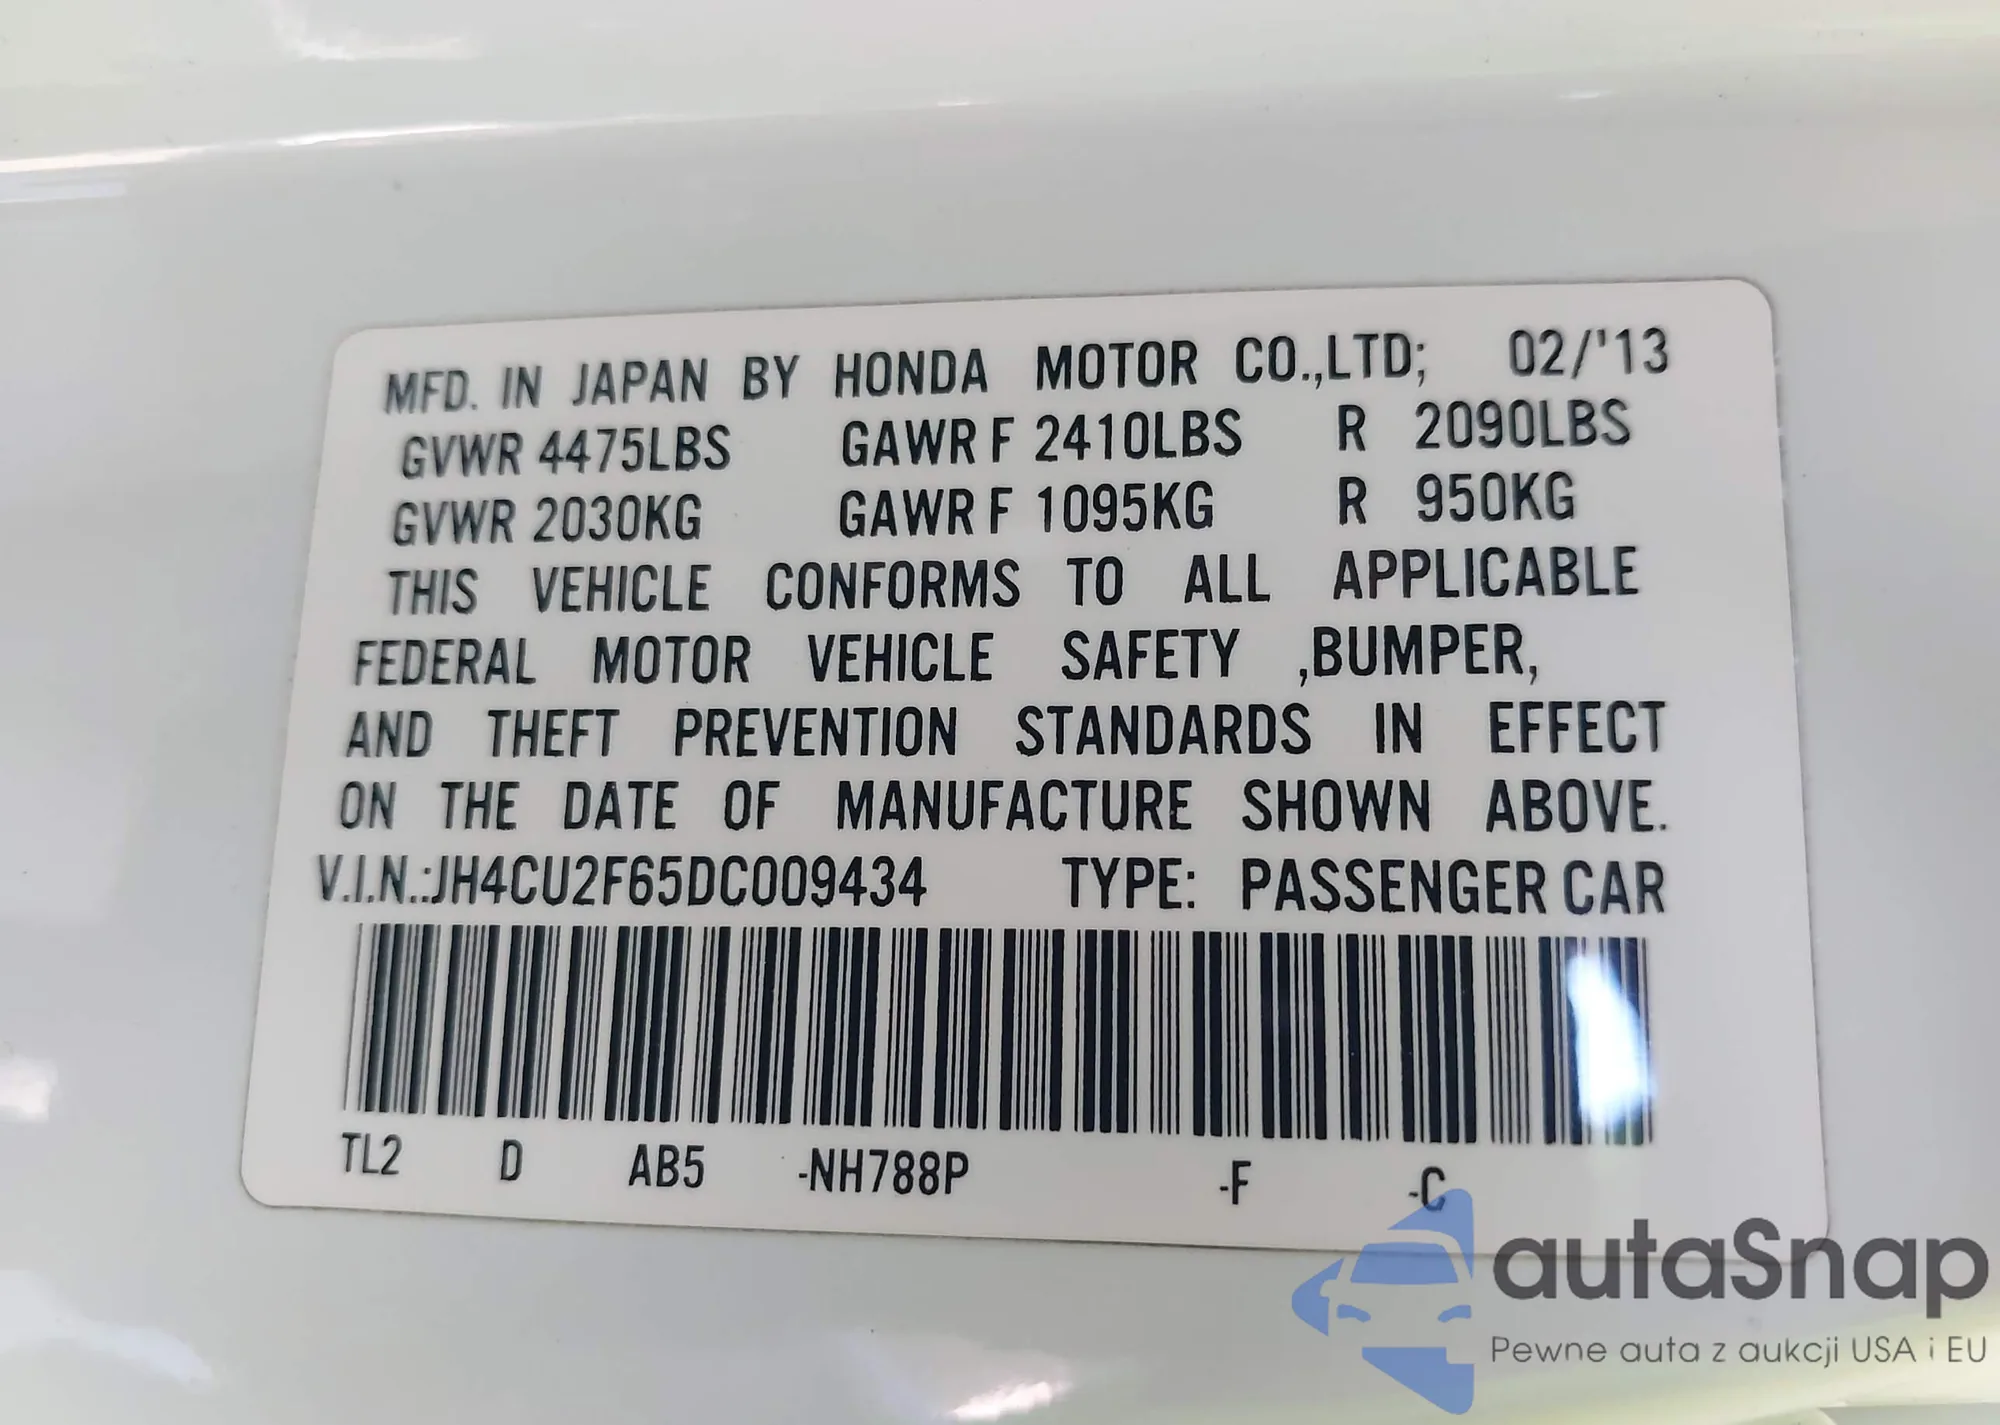 MFD. IN JAPAN BY HONDA MOTOR CO.,LTD; 02/'13
GVWR 4475LBS GAWR F 2410LBS R 2090LBS
GVWR 2030KG GAWR F 1095KG R 950KG
THIS VEHICLE CONFORMS TO ALL APPLICABLE
FEDERAL MOTOR VEHICLE SAFETY ,BUMPER,
AND THEFT PREVENTION STANDARDS IN EFFECT
ON THE DATE OF MANUFACTURE SHOWN ABOVE.
V.I.N.:JH4CU2F65DC009434 TYPE: PASSENGER CAR
TL2 D AB5 -NH788P -F -C
autaSnap
Pewne auta z aukcji USA i EU